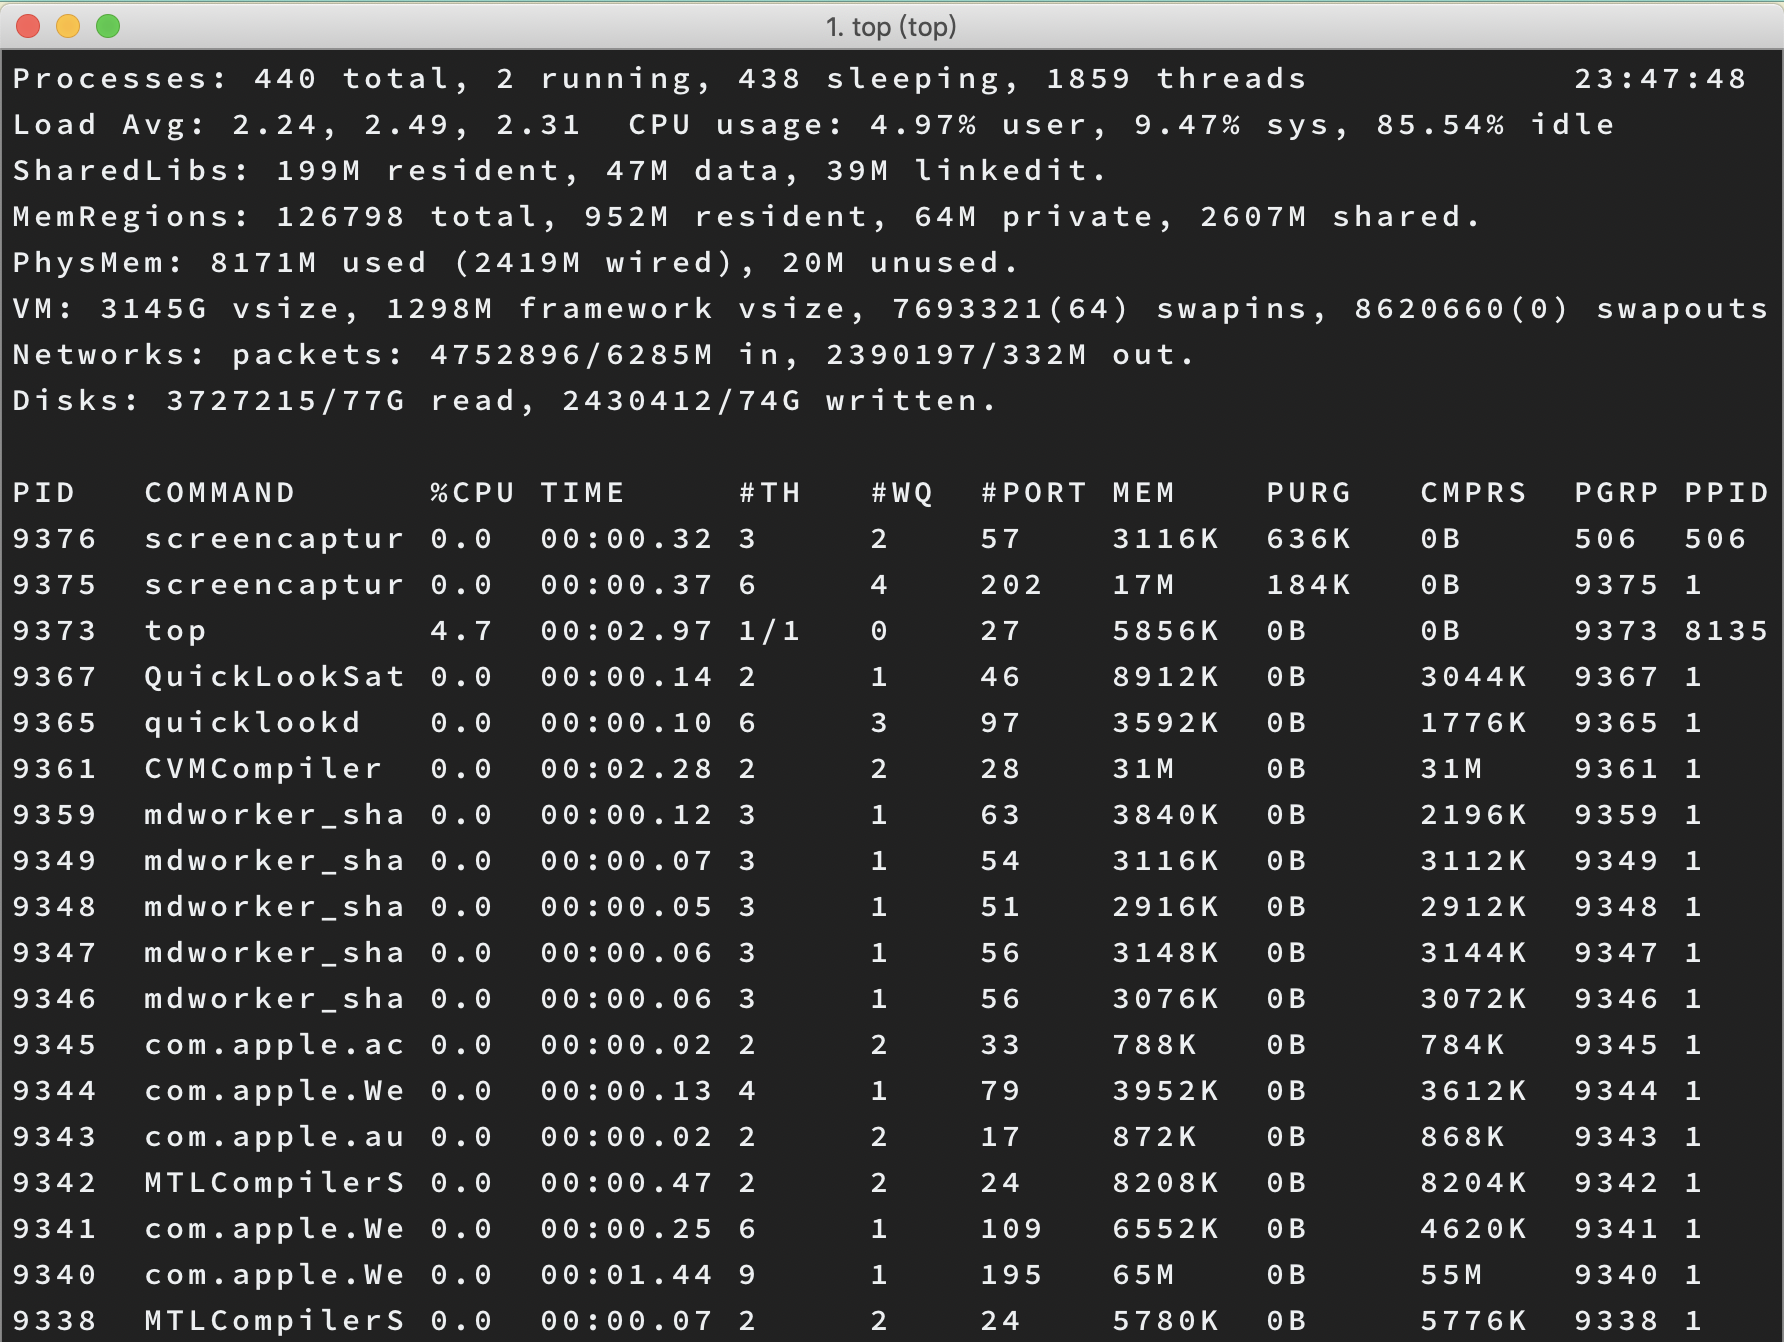 1. top (top)
Processes: 440 total, 2 running, 438 sleeping, 1859 threads 23:47:48
Load Avg: 2.24, 2.49, 2.31 CPU usage: 4.97% user, 9.47% sys, 85.54% idle
SharedLibs: 199M resident, 47M data, 39M linkedit.
MemRegions: 126798 total, 952M resident, 64M private, 2607M shared.
PhysMem: 8171M used (2419M wired), 20M unused.
VM: 3145G vsize, 1298M framework vsize, 7693321(64) swapins, 8620660(0) swapouts
Networks: packets: 4752896/6285M in, 2390197/332M out.
Disks: 3727215/77G read, 2430412/74G written.
PID COMMAND %CPU TIME #TH #WQ #PORT MEM PURG CMPRS PGRP PPID
9376 screencaptur 0.0 00:00.32 3 2 57 3116K 636K 0B 506 506
9375 screencaptur 0.0 00:00.37 6 4 202 17M 184K 0B 9375 1
9373 top 4.7 00:02.97 1/1 0 27 5856K 0B 0B 9373 8135
9367 QuickLookSat 0.0 00:00.14 2 1 46 8912K 0B 3044K 9367 1
9365 quicklookd 0.0 00:00.10 6 3 97 3592K 0B 1776K 9365 1
9361 CVMCompiler 0.0 00:02.28 2 2 28 31M 0B 31M 9361 1
9359 mdworker_sha 0.0 00:00.12 3 1 63 3840K 0B 2196K 9359 1
9349 mdworker_sha 0.0 00:00.07 3 1 54 3116K 0B 3112K 9349 1
9348 mdworker_sha 0.0 00:00.05 3 1 51 2916K 0B 2912K 9348 1
9347 mdworker_sha 0.0 00:00.06 3 1 56 3148K 0B 3144K 9347 1
9346 mdworker_sha 0.0 00:00.06 3 1 56 3076K 0B 3072K 9346 1
9345 com.apple.ac 0.0 00:00.02 2 2 33 788K 0B 784K 9345 1
9344 com.apple.We 0.0 00:00.13 4 1 79 3952K 0B 3612K 9344 1
9343 com.apple.au 0.0 00:00.02 2 2 17 872K 0B 868K 9343 1
9342 MTLCompilerS 0.0 00:00.47 2 2 24 8208K 0B 8204K 9342 1
9341 com.apple.We 0.0 00:00.25 6 1 109 6552K 0B 4620K 9341 1
9340 com.apple.We 0.0 00:01.44 9 1 195 65M 0B 55M 9340 1
9338 MTLCompilerS 0.0 00:00.07 2 2 24 5780K 0B 5776K 9338 1